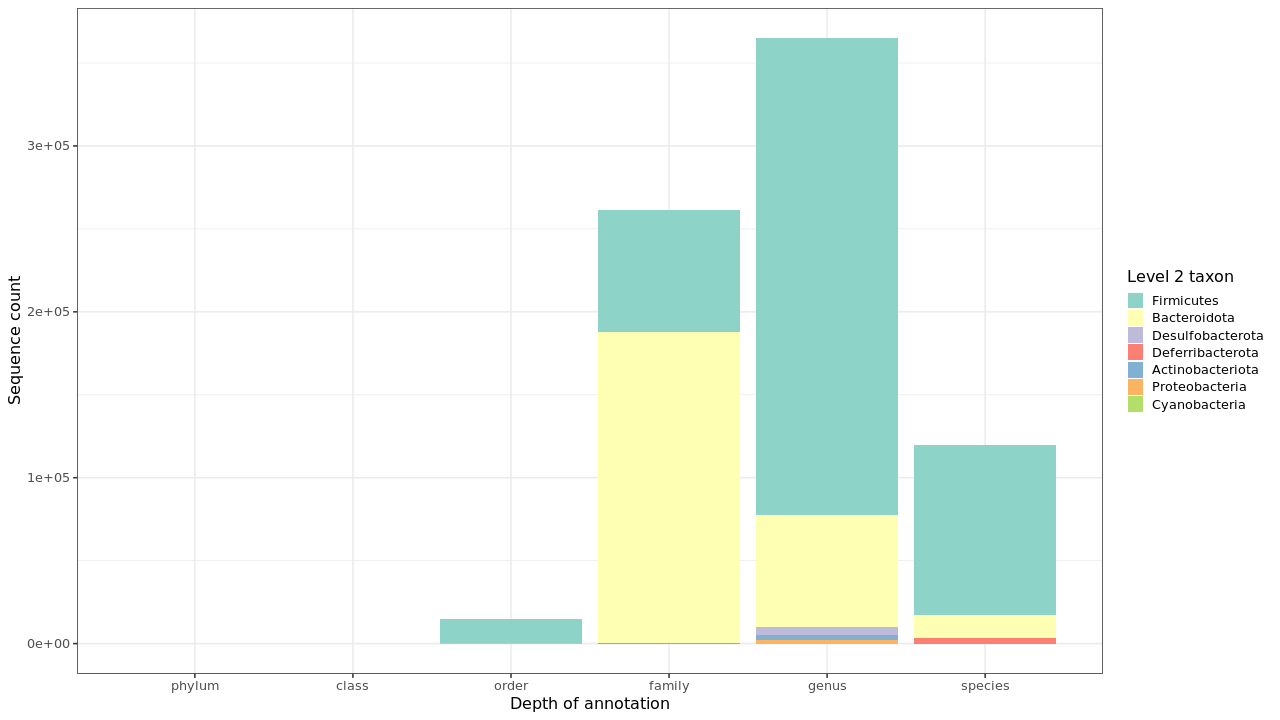 Sequence count
3e+05
2e+05
1e+05
0e+00
phylum class order family genus species
Depth of annotation
Level 2 taxon
Firmicutes
Bacteroidota
Desulfobacterota
Deferribacterota
Actinobacteriota
Proteobacteria
Cyanobacteria